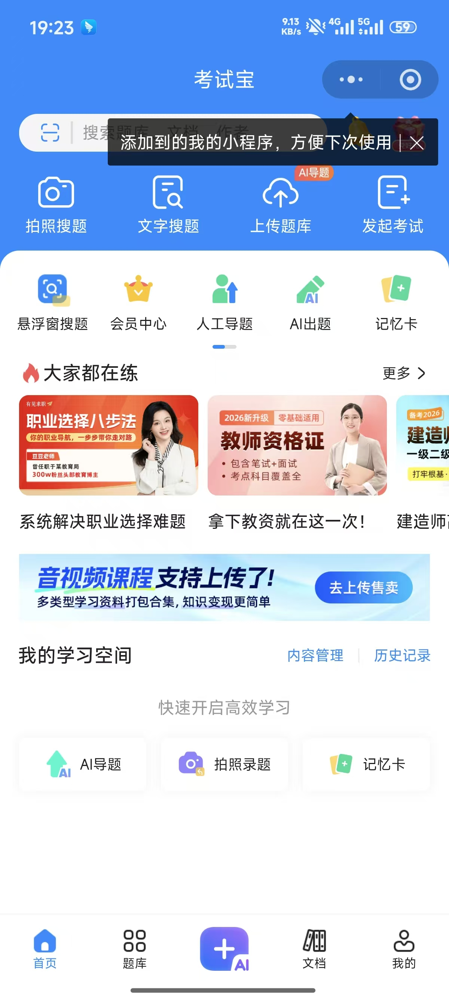 19:23
9.13
KB/s
4G
5G
59
考试宝
搜索题库、文档、作者
添加到的我的小程序，方便下次使用
AI导题
拍照搜题
文字搜题
上传题库
发起考试
AI
悬浮窗搜题
会员中心
人工导题
AI出题
记忆卡
大家都在练
更多
有见求职
职业选择八步法
你的职业导航，一步步带你走对路
豆豆老师
曾任职于某教育局
300w粉丝头部教育博主
2026新升级
零基础适用
教师资格证
• 包含笔试+面试
• 考点科目覆盖全
备考2026
建造师
一级二级
打牢根基·
系统解决职业选择难题
拿下教资就在这一次！
建造师
音视频课程支持上传了!
多类型学习资料打包合集,知识变现更简单
去上传售卖
我的学习空间
内容管理
历史记录
快速开启高效学习
AI
AI导题
拍照录题
记忆卡
首页
题库
AI
文档
我的